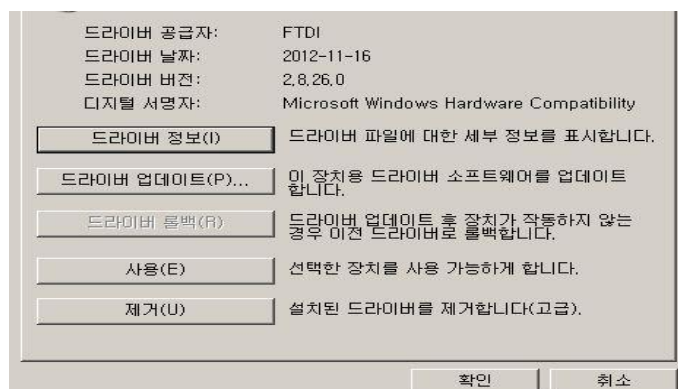 드라이버 공급자: FTDI
드라이버 날짜: 2012-11-16
드라이버 버전: 2,8,26,0
디지털 서명자: Microsoft Windows Hardware Compatibility
드라이버 정보(I) 드라이버 파일에 대한 세부 정보를 표시합니다.
드라이버 업데이트(P)... 이 장치용 드라이버 소프트웨어를 업데이트
합니다.
드라이버 롤백(R) 드라이버 업데이트 후 장치가 작동하지 않는
경우 이전 드라이버로 롤백합니다.
사용(E) 선택한 장치를 사용 가능하게 합니다.
제거(U) 설치된 드라이버를 제거합니다(고급).
확인 취소